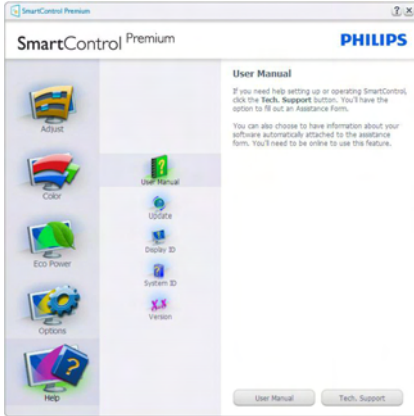 SmartControl Premium
SmartControl Premium
PHILIPS
Adjust
Color
Eco Power
Options
Help
User Manual
Update
Display ID
System ID
Version
User Manual
If you need help setting up or operating SmartControl,
click the Tech. Support button. You'll have the
option to fill out an Assistance Form.
You can also choose to have information about your
software automatically attached to the assistance
form. You'll need to be online to use this feature.
User Manual
Tech. Support